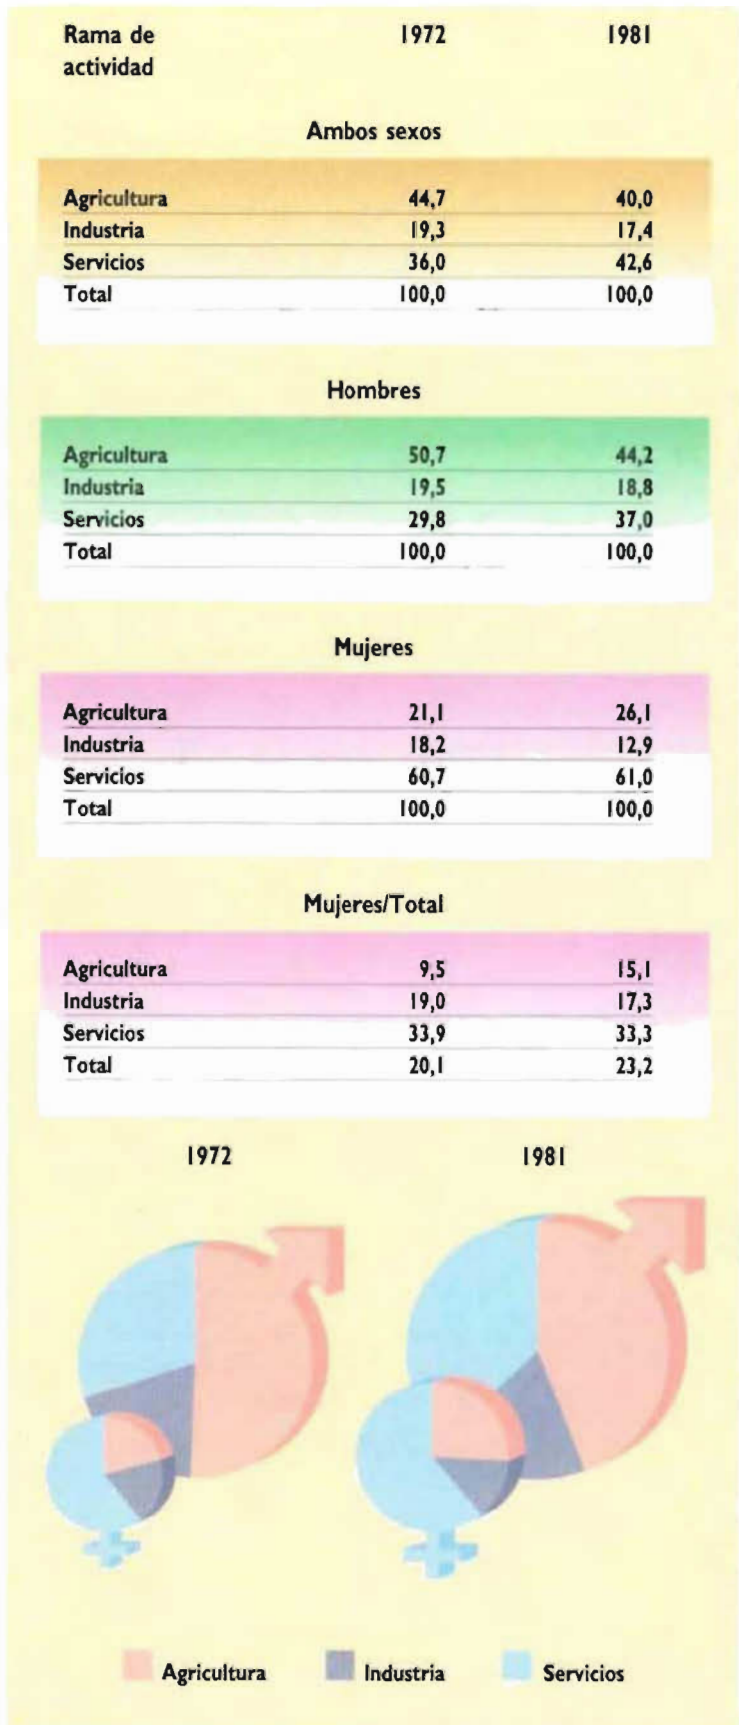 Rama de 1972 1981
actividad
Ambos sexos
Agricultura 44,7 40,0
Industria 19,3 17,4
Servicios 36,0 42,6
Total 100,0 100,0
Hombres
Agricultura 50,7 44,2
Industria 19,5 18,8
Servicios 29,8 37,0
Total 100,0 100,0
Mujeres
Agricultura 21,1 26,1
Industria 18,2 12,9
Servicios 60,7 61,0
Total 100,0 100,0
Mujeres/Total
Agricultura 9,5 15,1
Industria 19,0 17,3
Servicios 33,9 33,3
Total 20,1 23,2
1972 1981
Agricultura Industria Servicios